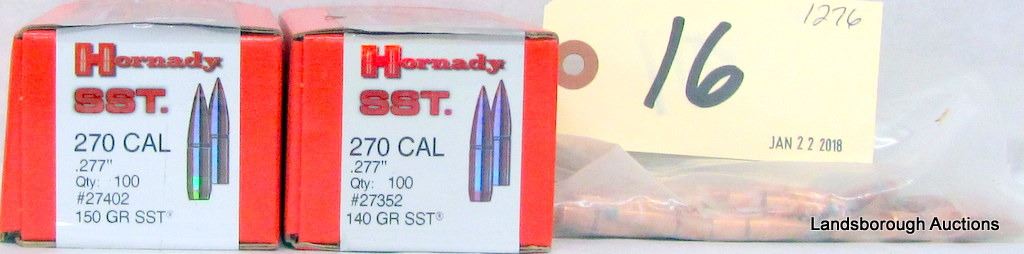 Hornady
SST.
270 CAL
.277"
Qty: 100
#27402
150 GR SST®
Hornady
SST.
270 CAL
.277"
Qty: 100
#27352
140 GR SST®
1276
16
JAN 22 2018
Landsborough Auctions